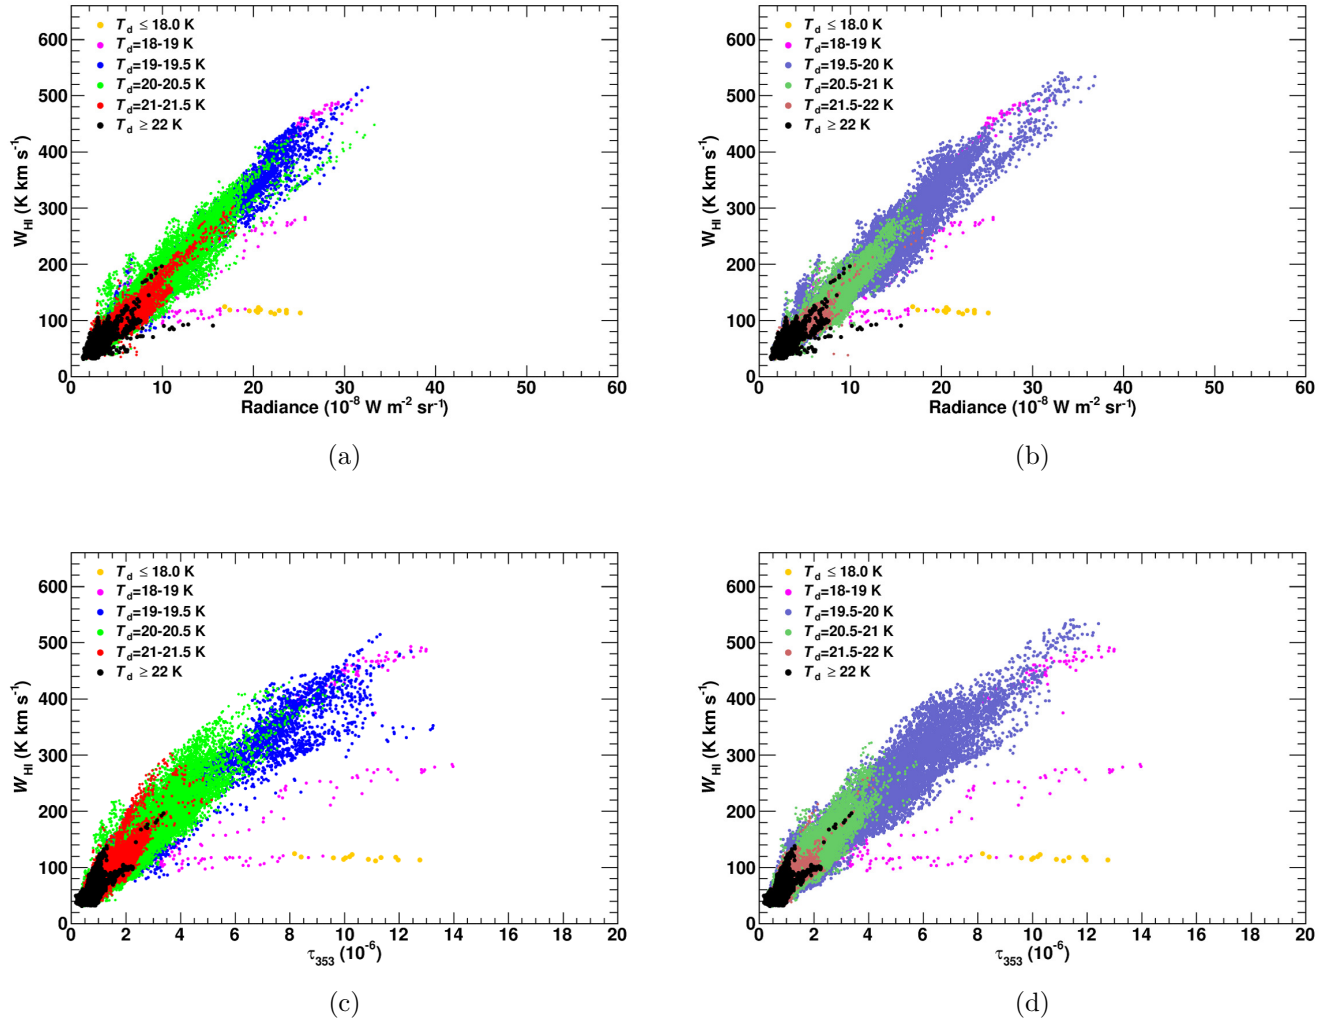 600
500
400
300
200
100
0
W_HI (K km s⁻¹)
T_d ≤ 18.0 K
T_d=18-19 K
T_d=19-19.5 K
T_d=20-20.5 K
T_d=21-21.5 K
T_d ≥ 22 K
0 10 20 30 40 50 60
Radiance (10⁻⁸ W m⁻² sr⁻¹)
(a)
600
500
400
300
200
100
0
W_HI (K km s⁻¹)
T_d ≤ 18.0 K
T_d=18-19 K
T_d=19.5-20 K
T_d=20.5-21 K
T_d=21.5-22 K
T_d ≥ 22 K
0 10 20 30 40 50 60
Radiance (10⁻⁸ W m⁻² sr⁻¹)
(b)
600
500
400
300
200
100
0
W_HI (K km s⁻¹)
T_d ≤ 18.0 K
T_d=18-19 K
T_d=19-19.5 K
T_d=20-20.5 K
T_d=21-21.5 K
T_d ≥ 22 K
0 2 4 6 8 10 12 14 16 18 20
τ₃₅₃ (10⁻⁶)
(c)
600
500
400
300
200
100
0
W_HI (K km s⁻¹)
T_d ≤ 18.0 K
T_d=18-19 K
T_d=19.5-20 K
T_d=20.5-21 K
T_d=21.5-22 K
T_d ≥ 22 K
0 2 4 6 8 10 12 14 16 18 20
τ₃₅₃ (10⁻⁶)
(d)